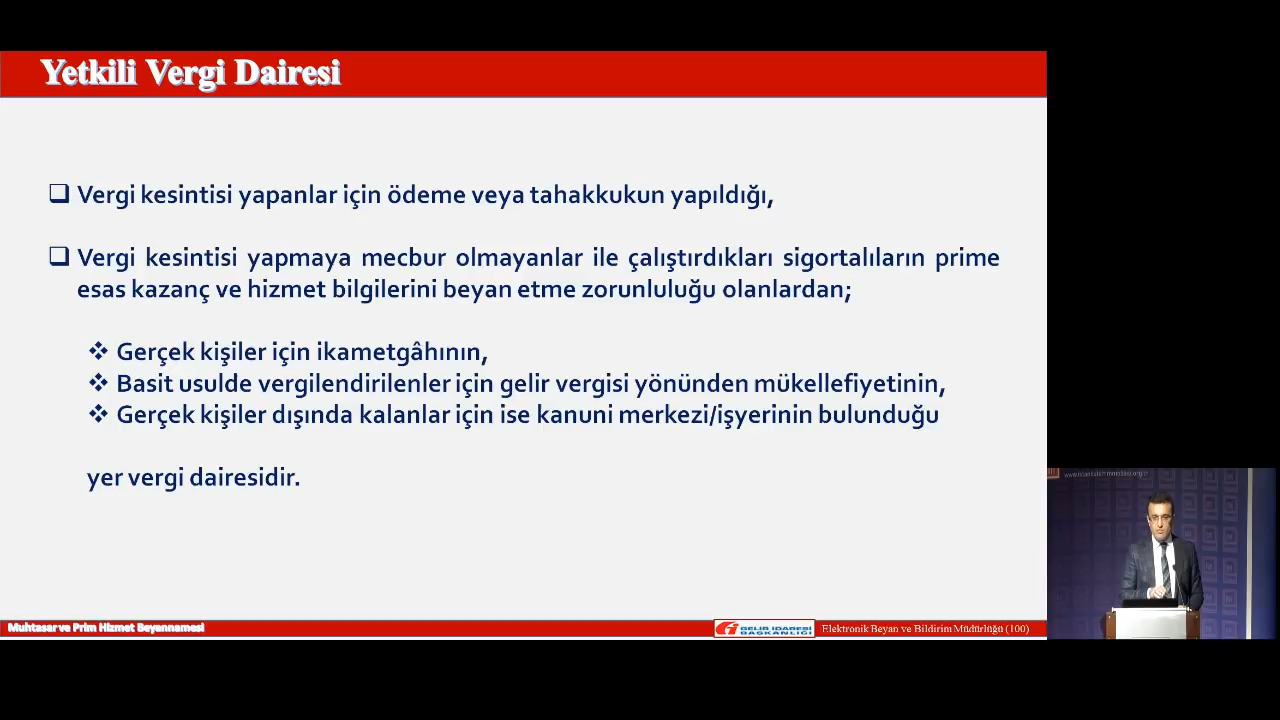 Yetkili Vergi Dairesi
Vergi kesintisi yapanlar için ödeme veya tahakkukun yapıldığı,
Vergi kesintisi yapmaya mecbur olmayanlar ile çalıştırdıkları sigortalıların prime
esas kazanç ve hizmet bilgilerini beyan etme zorunluluğu olanlardan;
Gerçek kişiler için ikametgâhının,
Basit usulde vergilendirilenler için gelir vergisi yönünden mükellefiyetinin,
Gerçek kişiler dışında kalanlar için ise kanuni merkezi/işyerinin bulunduğu
yer vergi dairesidir.
Muhtasar ve Prim Hizmet Beyannamesi
GELİR İDARESİ
BAŞKANLIĞI
Elektronik Beyan ve Bildirim Müdürlüğü (100)